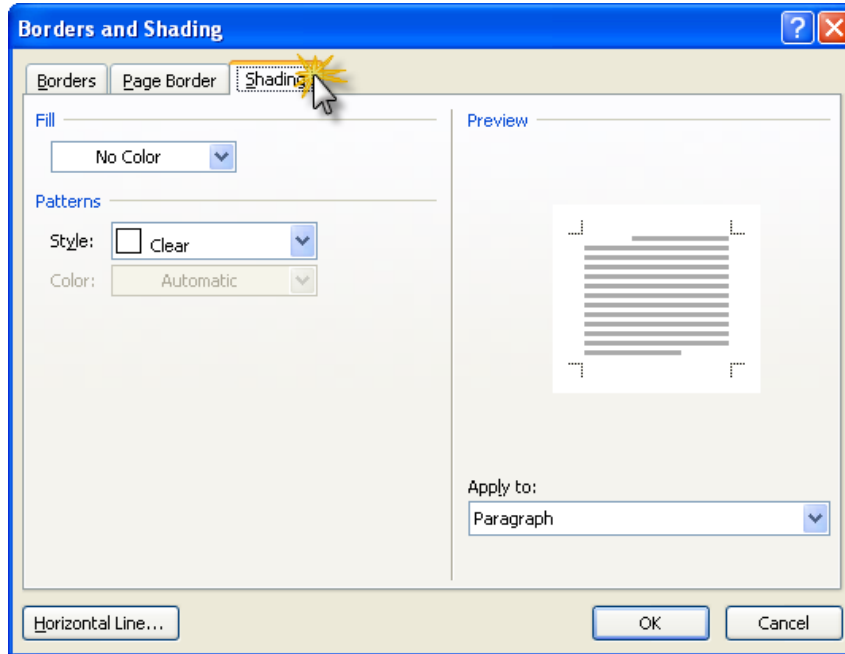 Borders and Shading
Borders Page Border Shading
Fill
No Color
Patterns
Style: Clear
Color: Automatic
Preview
Apply to:
Paragraph
Horizontal Line... OK Cancel